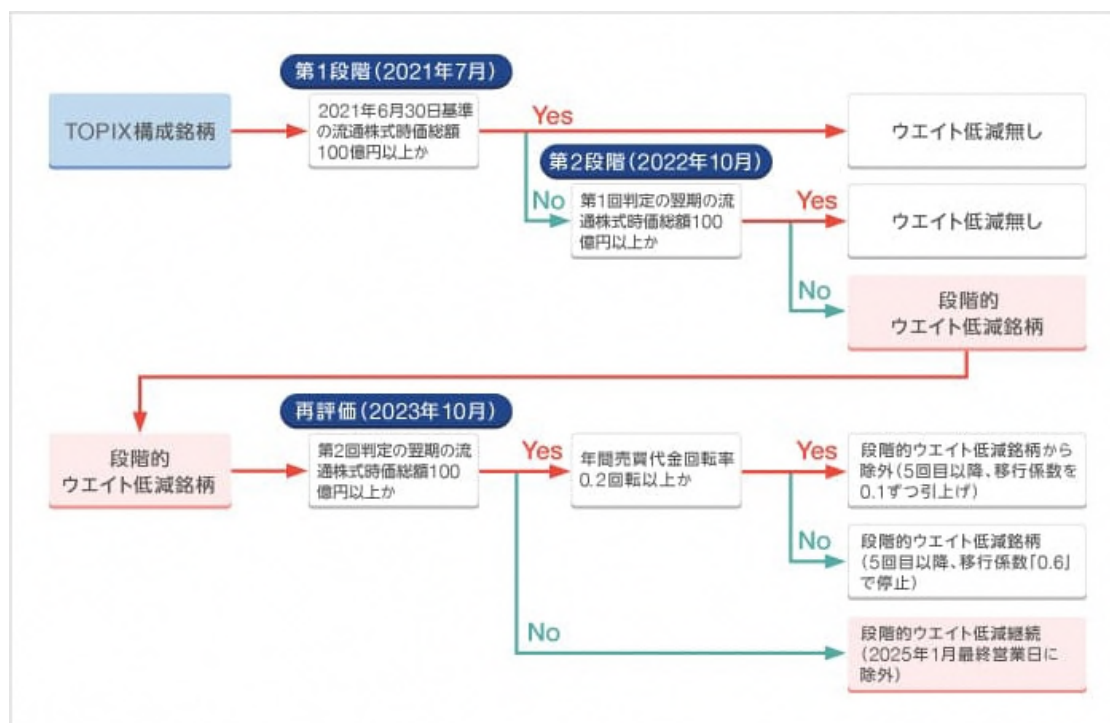 第1段階(2021年7月)
TOPIX構成銘柄
2021年6月30日基準
の流通株式時価総額
100億円以上か
Yes
ウエイト低減無し
第2段階(2022年10月)
No
第1回判定の翌期の流
通株式時価総額100
億円以上か
Yes
ウエイト低減無し
No
段階的
ウエイト低減銘柄
再評価(2023年10月)
段階的
ウエイト低減銘柄
第2回判定の翌期の流
通株式時価総額100
億円以上か
Yes
年間売買代金回転率
0.2回転以上か
Yes
段階的ウエイト低減銘柄から
除外(5回目以降、移行係数を
0.1ずつ引上げ)
No
段階的ウエイト低減銘柄
(5回目以降、移行係数「0.6」
で停止)
No
段階的ウエイト低減継続
(2025年1月最終営業日に
除外)